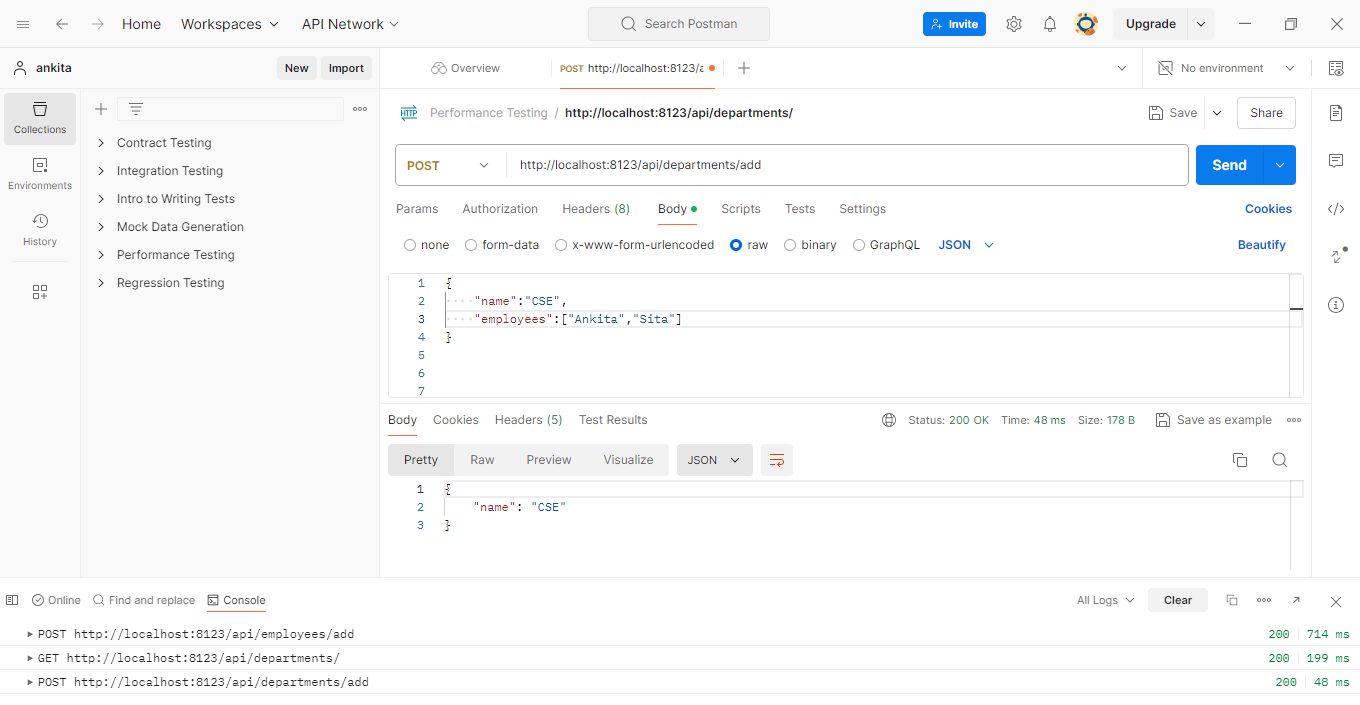 Home Workspaces API Network Search Postman Invite Upgrade
ankita New Import Overview POST http://localhost:8123/a No environment
Performance Testing / http://localhost:8123/api/departments/ Save Share
Collections
Environments
History
Contract Testing
Integration Testing
Intro to Writing Tests
Mock Data Generation
Performance Testing
Regression Testing
POST http://localhost:8123/api/departments/add Send
Params Authorization Headers (8) Body Scripts Tests Settings Cookies
none form-data x-www-form-urlencoded raw binary GraphQL JSON Beautify
1 {
2 ····"name":"CSE",
3 ····"employees":["Ankita","Sita"]
4 }
5
6
7
Body Cookies Headers (5) Test Results Status: 200 OK Time: 48 ms Size: 178 B Save as example
Pretty Raw Preview Visualize JSON
1 {
2 "name": "CSE"
3 }
Online Find and replace Console All Logs Clear
POST http://localhost:8123/api/employees/add 200 714 ms
GET http://localhost:8123/api/departments/ 200 199 ms
POST http://localhost:8123/api/departments/add 200 48 ms